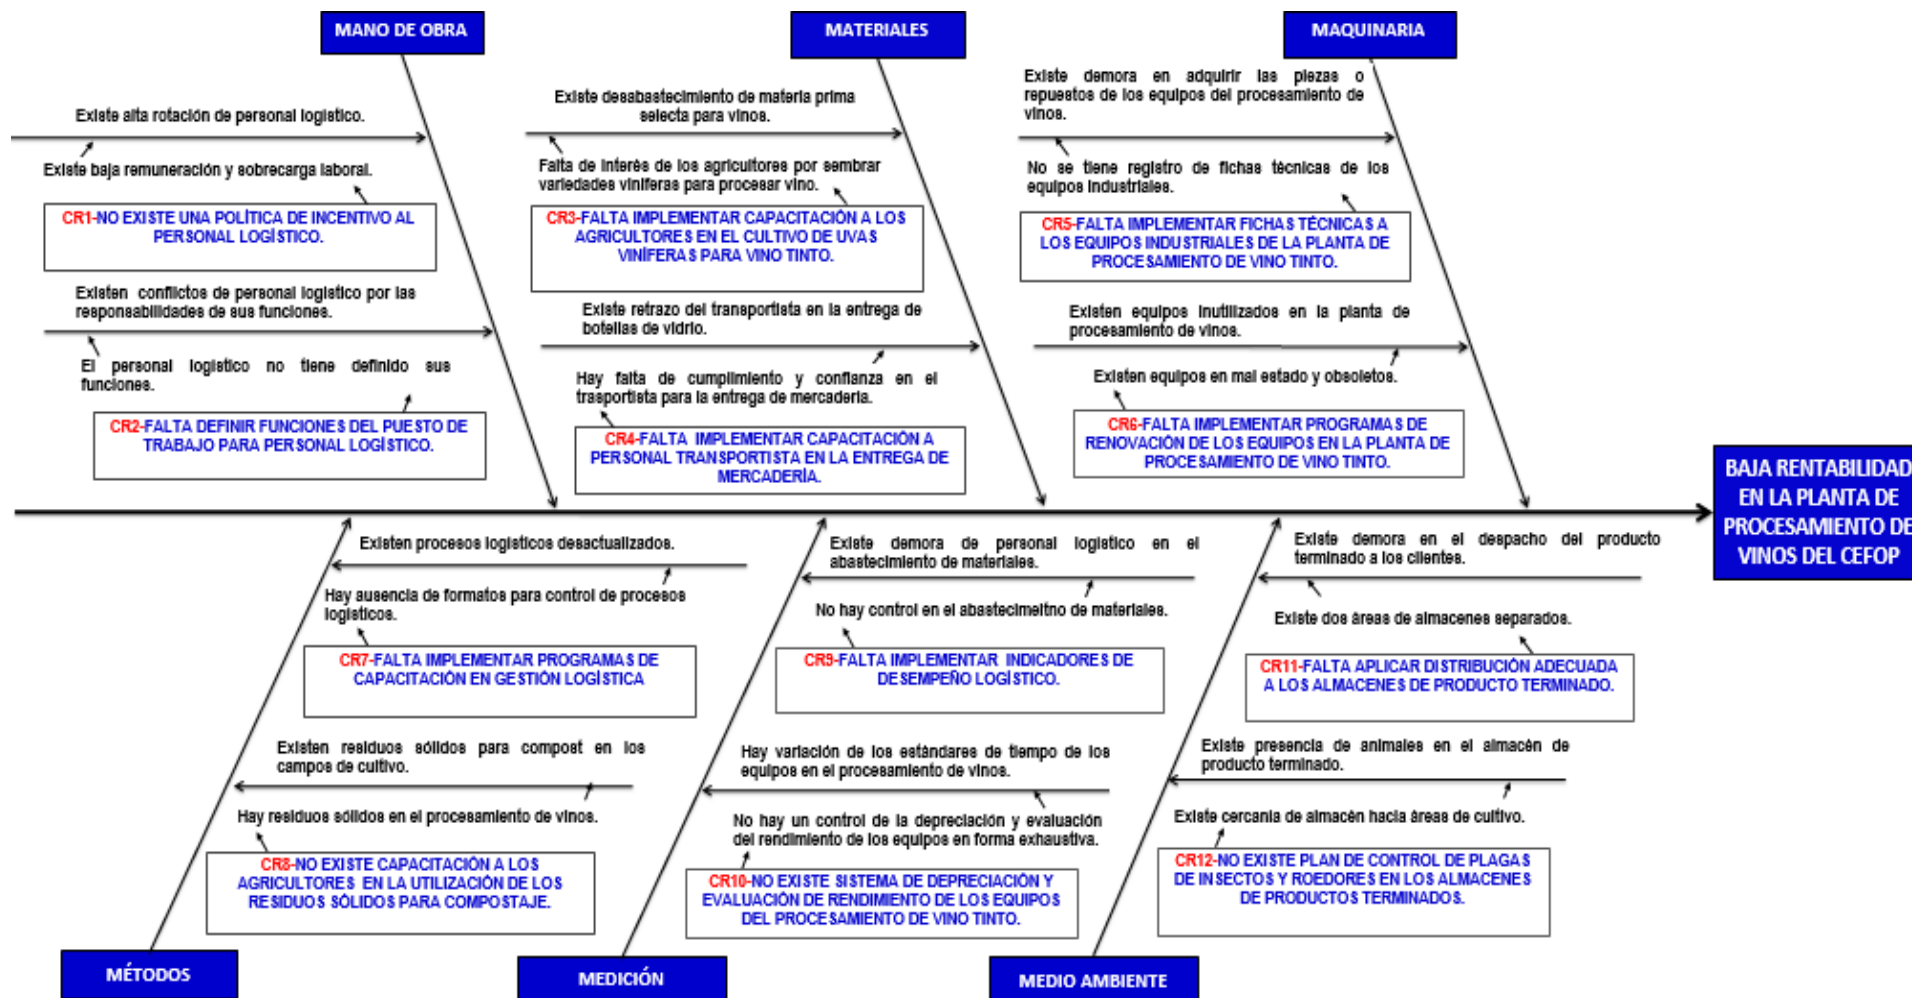 MANO DE OBRA
MATERIALES
MAQUINARIA
Existe alta rotación de personal logístico.
Existe baja remuneración y sobrecarga laboral.
CR1-NO EXISTE UNA POLÍTICA DE INCENTIVO AL
PERSONAL LOGÍSTICO.
Existen conflictos de personal logístico por las
responsabilidades de sus funciones.
El personal logístico no tiene definido sus
funciones.
CR2-FALTA DEFINIR FUNCIONES DEL PUESTO DE
TRABAJO PARA PERSONAL LOGÍSTICO.
Existe desabastecimiento de materia prima
selecta para vinos.
Falta de interés de los agricultores por sembrar
variedades viníferas para procesar vino.
CR3-FALTA IMPLEMENTAR CAPACITACIÓN A LOS
AGRICULTORES EN EL CULTIVO DE UVAS
VINÍFERAS PARA VINO TINTO.
Existe retrazo del transportista en la entrega de
botellas de vidrio.
Hay falta de cumplimiento y confianza en el
trasportista para la entrega de mercadería.
CR4-FALTA IMPLEMENTAR CAPACITACIÓN A
PERSONAL TRANSPORTISTA EN LA ENTREGA DE
MERCADERÍA.
Existe demora en adquirir las piezas o
repuestos de los equipos del procesamiento de
vinos.
No se tiene registro de fichas técnicas de los
equipos industriales.
CR5-FALTA IMPLEMENTAR FICHAS TÉCNICAS A
LOS EQUIPOS INDUSTRIALES DE LA PLANTA DE
PROCESAMIENTO DE VINO TINTO.
Existen equipos inutilizados en la planta de
procesamiento de vinos.
Existen equipos en mal estado y obsoletos.
CR6-FALTA IMPLEMENTAR PROGRAMAS DE
RENOVACIÓN DE LOS EQUIPOS EN LA PLANTA DE
PROCESAMIENTO DE VINO TINTO.
BAJA RENTABILIDAD
EN LA PLANTA DE
PROCESAMIENTO DE
VINOS DEL CEFOP
Existen procesos logísticos desactualizados.
Hay ausencia de formatos para control de procesos
logísticos.
CR7-FALTA IMPLEMENTAR PROGRAMAS DE
CAPACITACIÓN EN GESTIÓN LOGÍSTICA
Existen residuos sólidos para compost en los
campos de cultivo.
Hay residuos sólidos en el procesamiento de vinos.
CR8-NO EXISTE CAPACITACIÓN A LOS
AGRICULTORES EN LA UTILIZACIÓN DE LOS
RESIDUOS SÓLIDOS PARA COMPOSTAJE.
Existe demora de personal logístico en el
abastecimiento de materiales.
No hay control en el abastecimeitno de materiales.
CR9-FALTA IMPLEMENTAR INDICADORES DE
DESEMPEÑO LOGÍSTICO.
Hay variación de los estándares de tiempo de los
equipos en el procesamiento de vinos.
No hay un control de la depreciación y evaluación
del rendimiento de los equipos en forma exhaustiva.
CR10-NO EXISTE SISTEMA DE DEPRECIACIÓN Y
EVALUACIÓN DE RENDIMIENTO DE LOS EQUIPOS
DEL PROCESAMIENTO DE VINO TINTO.
Existe demora en el despacho del producto
terminado a los clientes.
Existe dos áreas de almacenes separados.
CR11-FALTA APLICAR DISTRIBUCIÓN ADECUADA
A LOS ALMACENES DE PRODUCTO TERMINADO.
Existe presencia de animales en el almacén de
producto terminado.
Existe cercanía de almacén hacia áreas de cultivo.
CR12-NO EXISTE PLAN DE CONTROL DE PLAGAS
DE INSECTOS Y ROEDORES EN LOS ALMACENES
DE PRODUCTOS TERMINADOS.
MÉTODOS
MEDICIÓN
MEDIO AMBIENTE